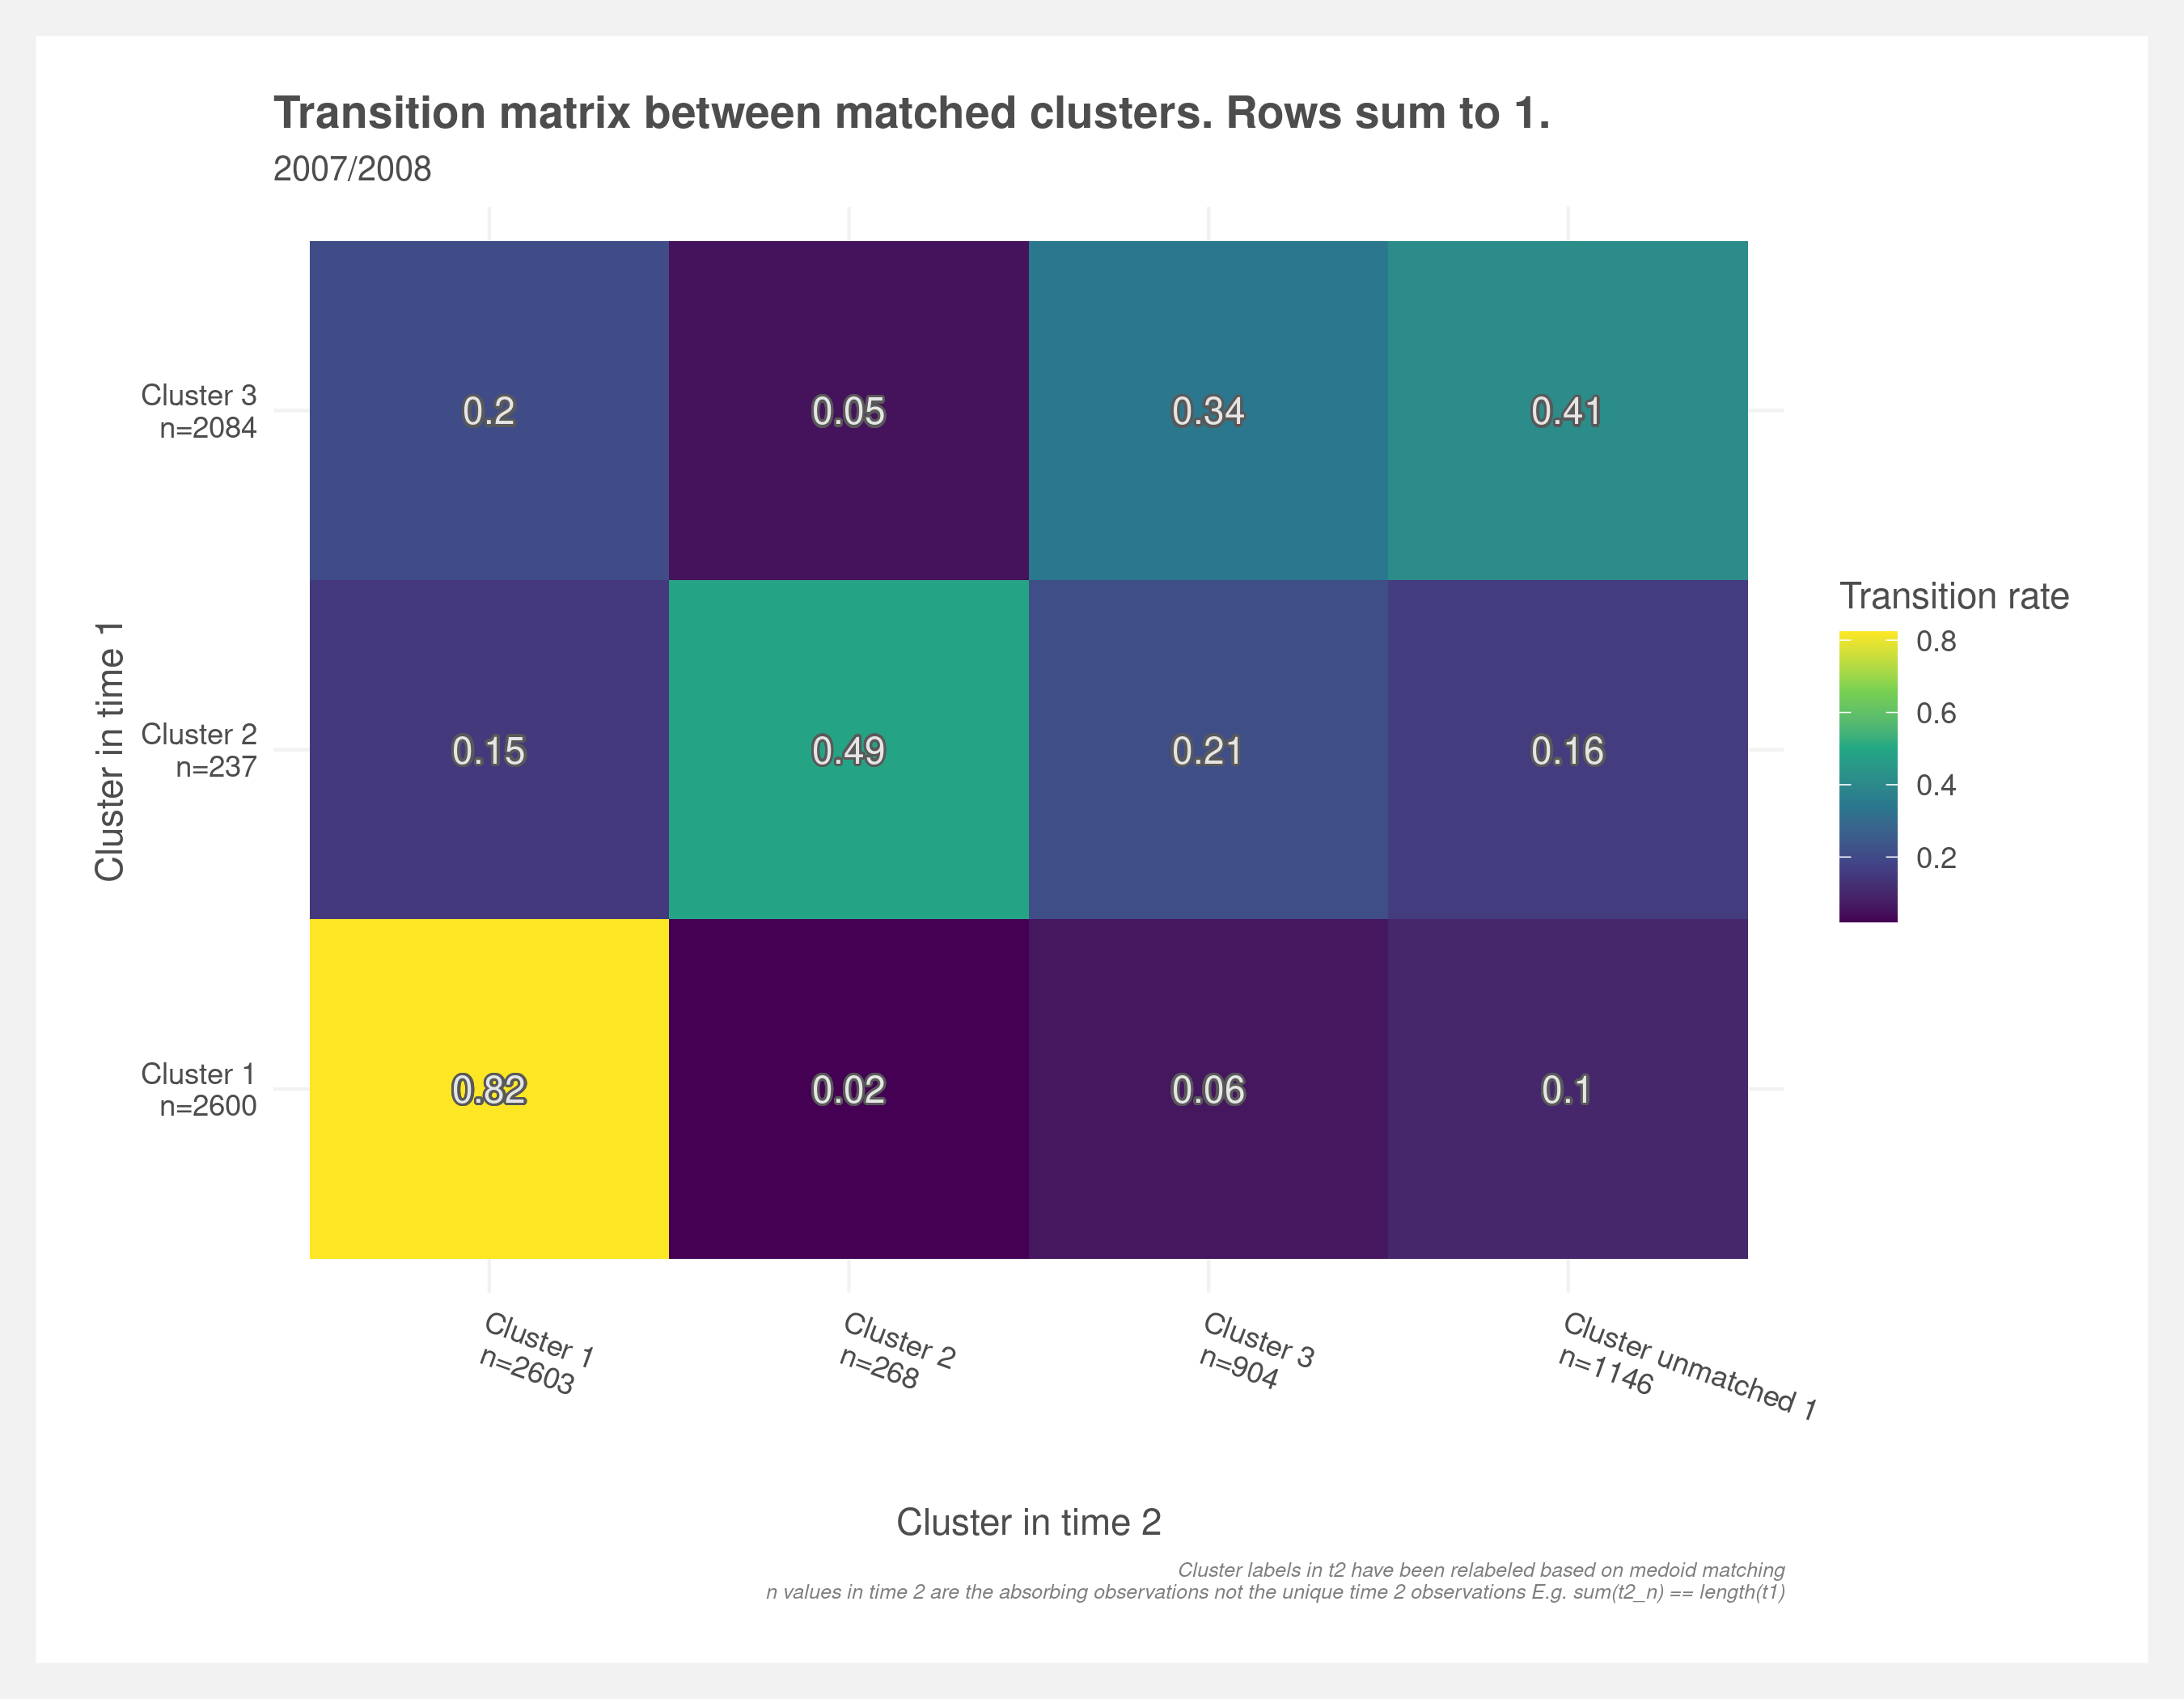 Transition matrix between matched clusters. Rows sum to 1.
2007/2008
Cluster in time 1
Cluster 3
n=2084
0.2
0.05
0.34
0.41
Cluster 2
n=237
0.15
0.49
0.21
0.16
Cluster 1
n=2600
0.82
0.02
0.06
0.1
Transition rate
0.8
0.6
0.4
0.2
Cluster 1
n=2603
Cluster 2
n=268
Cluster 3
n=904
Cluster unmatched 1
n=1146
Cluster in time 2
Cluster labels in t2 have been relabeled based on medoid matching
n values in time 2 are the absorbing observations not the unique time 2 observations E.g. sum(t2_n) == length(t1)